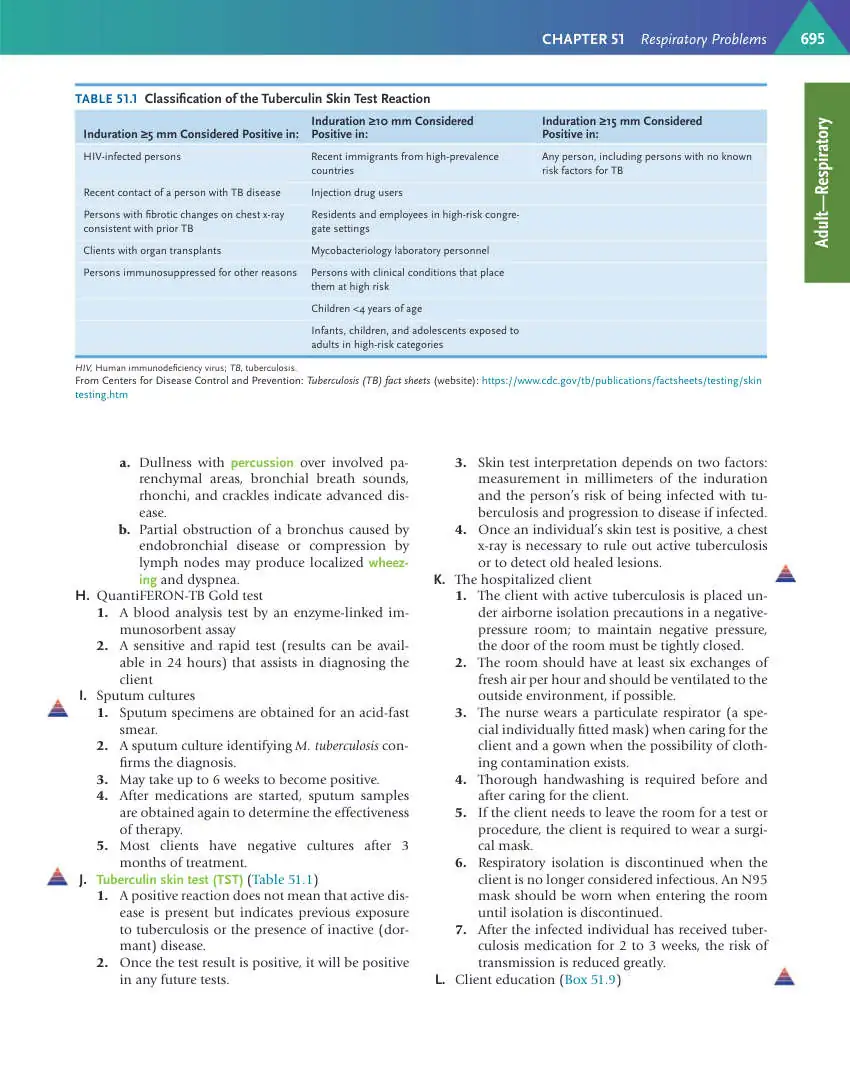 CHAPTER 51 Respiratory Problems 695
Adult—Respiratory
TABLE 51.1 Classification of the Tuberculin Skin Test Reaction
Induration ≥5 mm Considered Positive in: Induration ≥10 mm Considered Positive in: Induration ≥15 mm Considered Positive in:
HIV-infected persons Recent immigrants from high-prevalence countries Any person, including persons with no known risk factors for TB
Recent contact of a person with TB disease Injection drug users
Persons with fibrotic changes on chest x-ray consistent with prior TB Residents and employees in high-risk congregate settings
Clients with organ transplants Mycobacteriology laboratory personnel
Persons immunosuppressed for other reasons Persons with clinical conditions that place them at high risk
Children <4 years of age
Infants, children, and adolescents exposed to adults in high-risk categories
HIV, Human immunodeficiency virus; TB, tuberculosis.
From Centers for Disease Control and Prevention: Tuberculosis (TB) fact sheets (website): https://www.cdc.gov/tb/publications/factsheets/testing/skin
testing.htm
a. Dullness with percussion over involved pa-
renchymal areas, bronchial breath sounds,
rhonchi, and crackles indicate advanced dis-
ease.
b. Partial obstruction of a bronchus caused by
endobronchial disease or compression by
lymph nodes may produce localized wheez-
ing and dyspnea.
H. QuantiFERON-TB Gold test
1. A blood analysis test by an enzyme-linked im-
munosorbent assay
2. A sensitive and rapid test (results can be avail-
able in 24 hours) that assists in diagnosing the
client
I. Sputum cultures
1. Sputum specimens are obtained for an acid-fast
smear.
2. A sputum culture identifying M. tuberculosis con-
firms the diagnosis.
3. May take up to 6 weeks to become positive.
4. After medications are started, sputum samples
are obtained again to determine the effectiveness
of therapy.
5. Most clients have negative cultures after 3
months of treatment.
J. Tuberculin skin test (TST) (Table 51.1)
1. A positive reaction does not mean that active dis-
ease is present but indicates previous exposure
to tuberculosis or the presence of inactive (dor-
mant) disease.
2. Once the test result is positive, it will be positive
in any future tests.
3. Skin test interpretation depends on two factors:
measurement in millimeters of the induration
and the person's risk of being infected with tu-
berculosis and progression to disease if infected.
4. Once an individual's skin test is positive, a chest
x-ray is necessary to rule out active tuberculosis
or to detect old healed lesions.
K. The hospitalized client
1. The client with active tuberculosis is placed un-
der airborne isolation precautions in a negative-
pressure room; to maintain negative pressure,
the door of the room must be tightly closed.
2. The room should have at least six exchanges of
fresh air per hour and should be ventilated to the
outside environment, if possible.
3. The nurse wears a particulate respirator (a spe-
cial individually fitted mask) when caring for the
client and a gown when the possibility of cloth-
ing contamination exists.
4. Thorough handwashing is required before and
after caring for the client.
5. If the client needs to leave the room for a test or
procedure, the client is required to wear a surgi-
cal mask.
6. Respiratory isolation is discontinued when the
client is no longer considered infectious. An N95
mask should be worn when entering the room
until isolation is discontinued.
7. After the infected individual has received tuber-
culosis medication for 2 to 3 weeks, the risk of
transmission is reduced greatly.
L. Client education (Box 51.9)